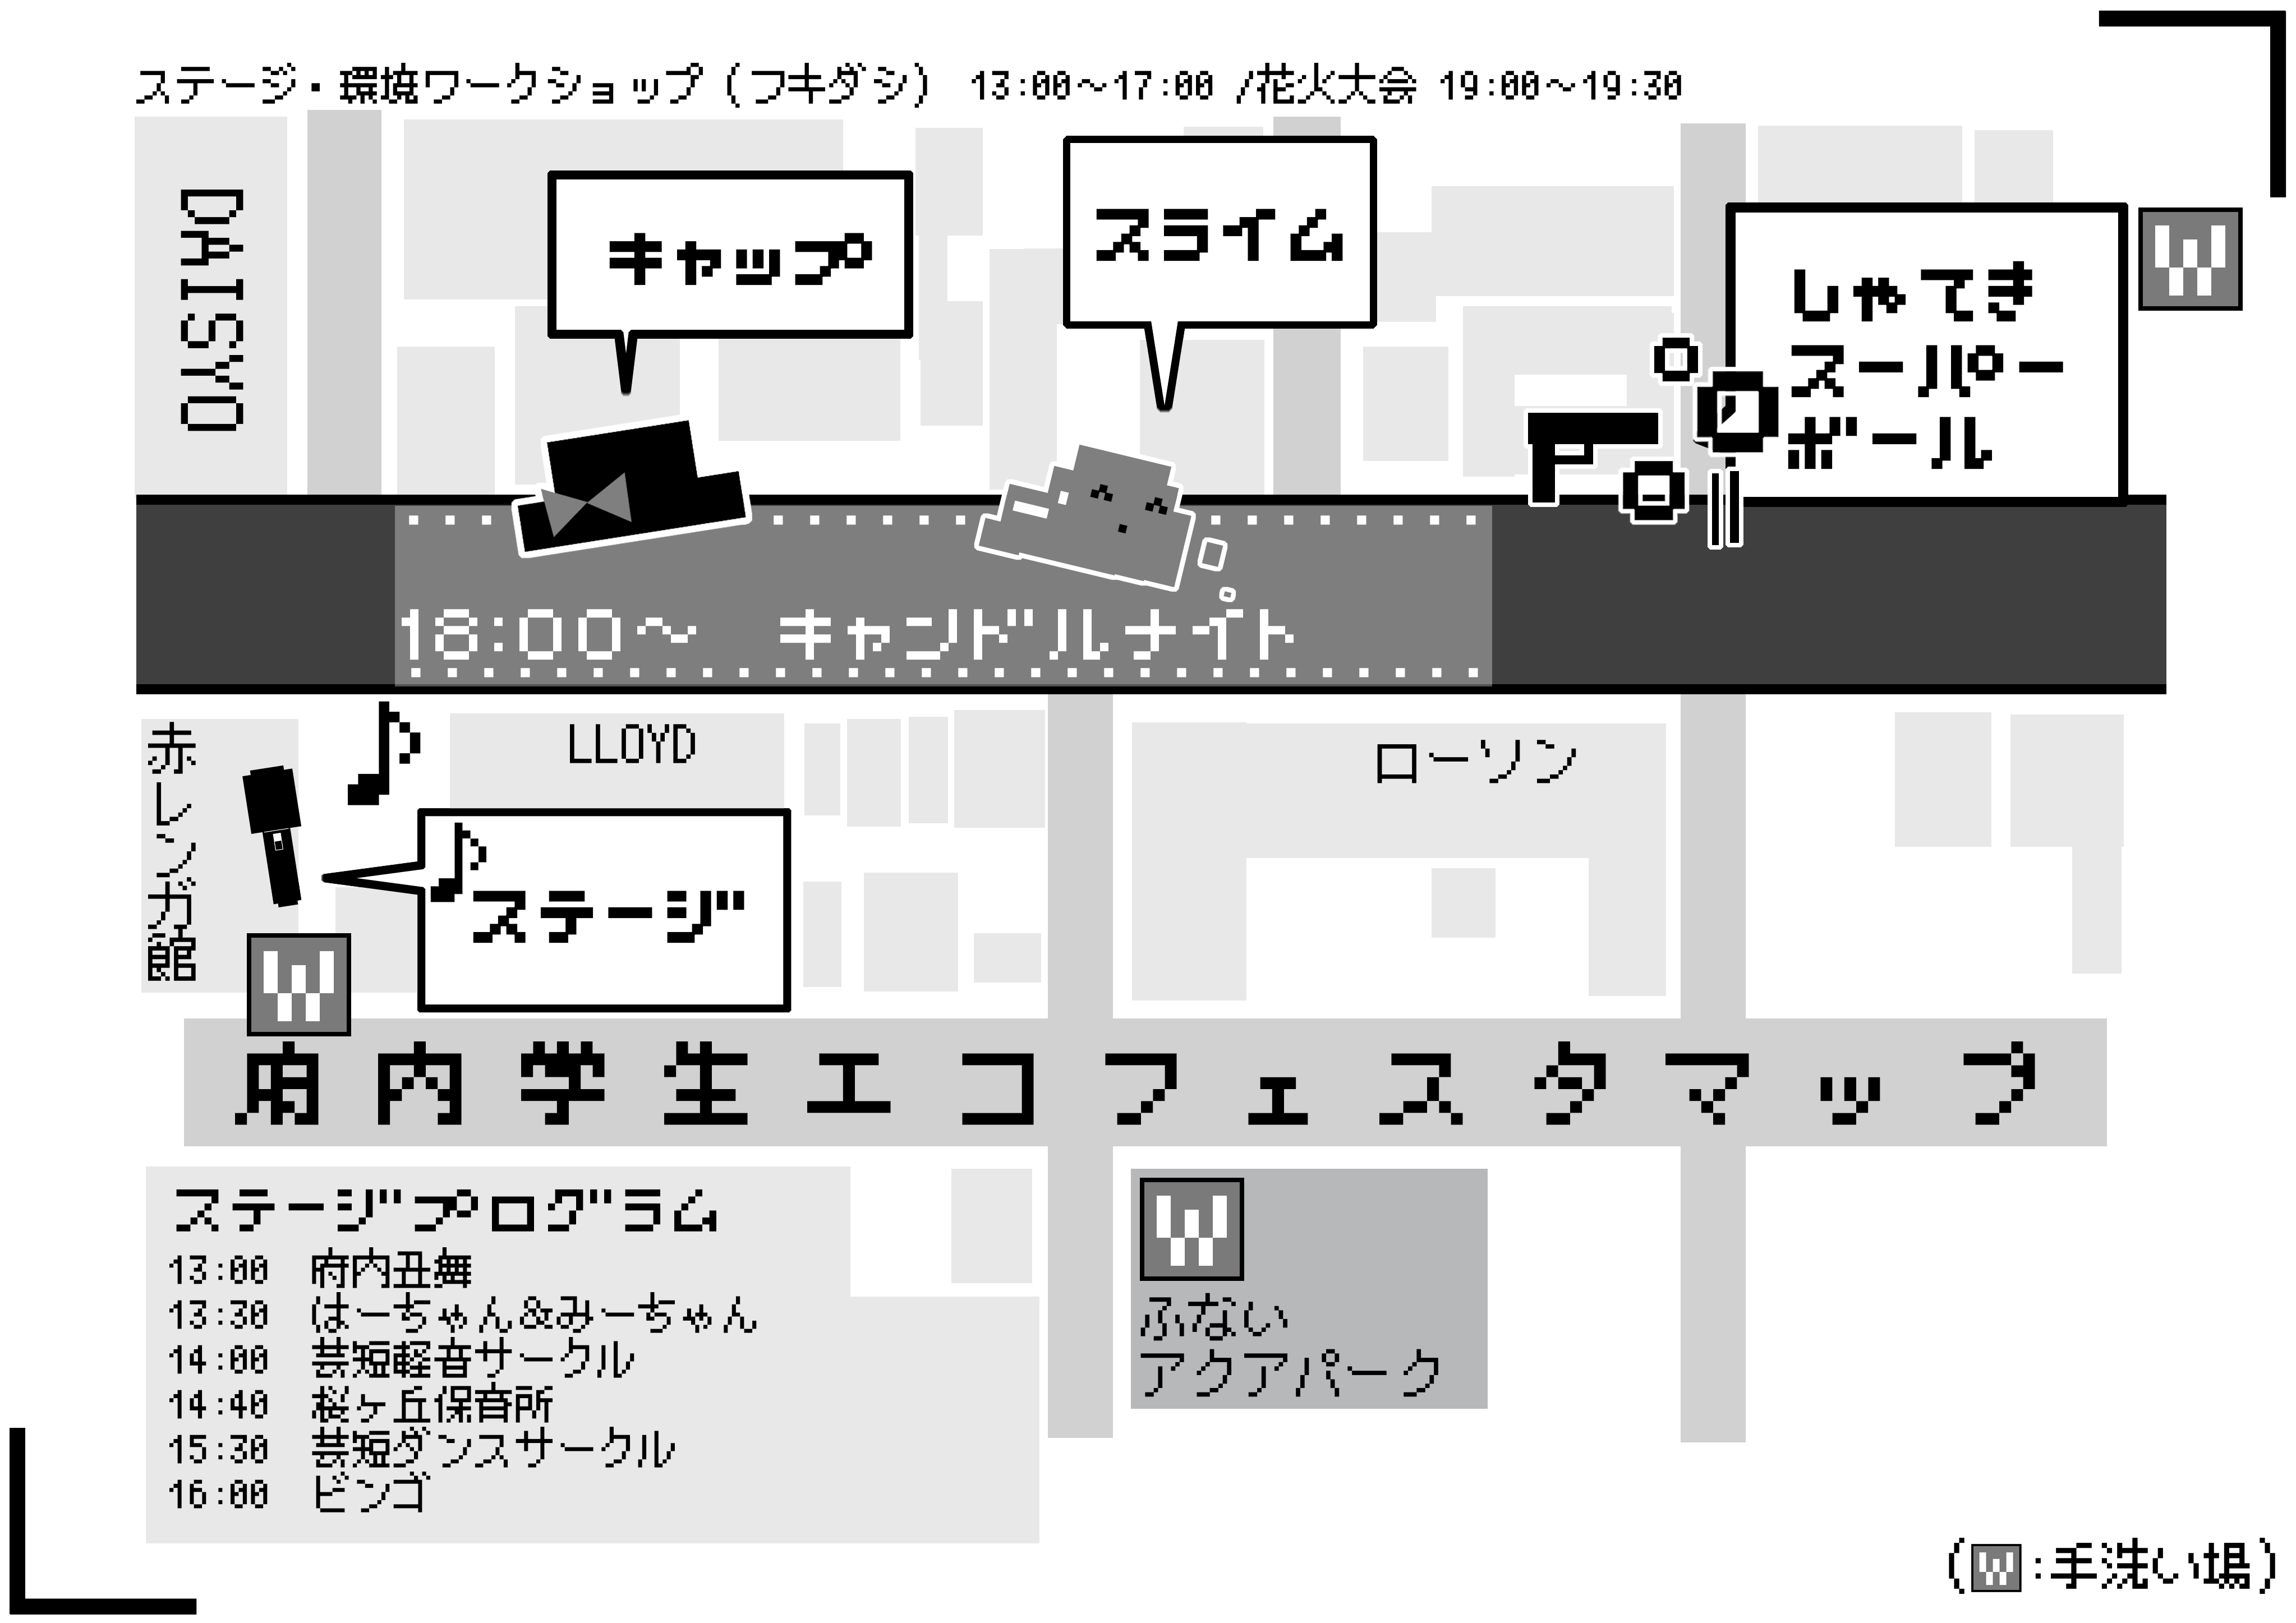 ステージ・環境ワークショップ(フキダシ) 13:00～17:00 /花火大会 19:00～19:30
DAISYO
キャップ
スライム
しゃてき
スーパー
ボール
W
18:00～ キャンドルナイト
赤レンガ館
LLOYD
ローソン
ステージ
W
府内学生エコフェスタマップ
ステージプログラム
13:00 府内丑舞
13:30 はーちゃん&みーちゃん
14:00 芸短軽音サークル
14:40 桜ヶ丘保育所
15:30 芸短ダンスサークル
16:00 ビンゴ
W
ふない
アクアパーク
(W:手洗い場)